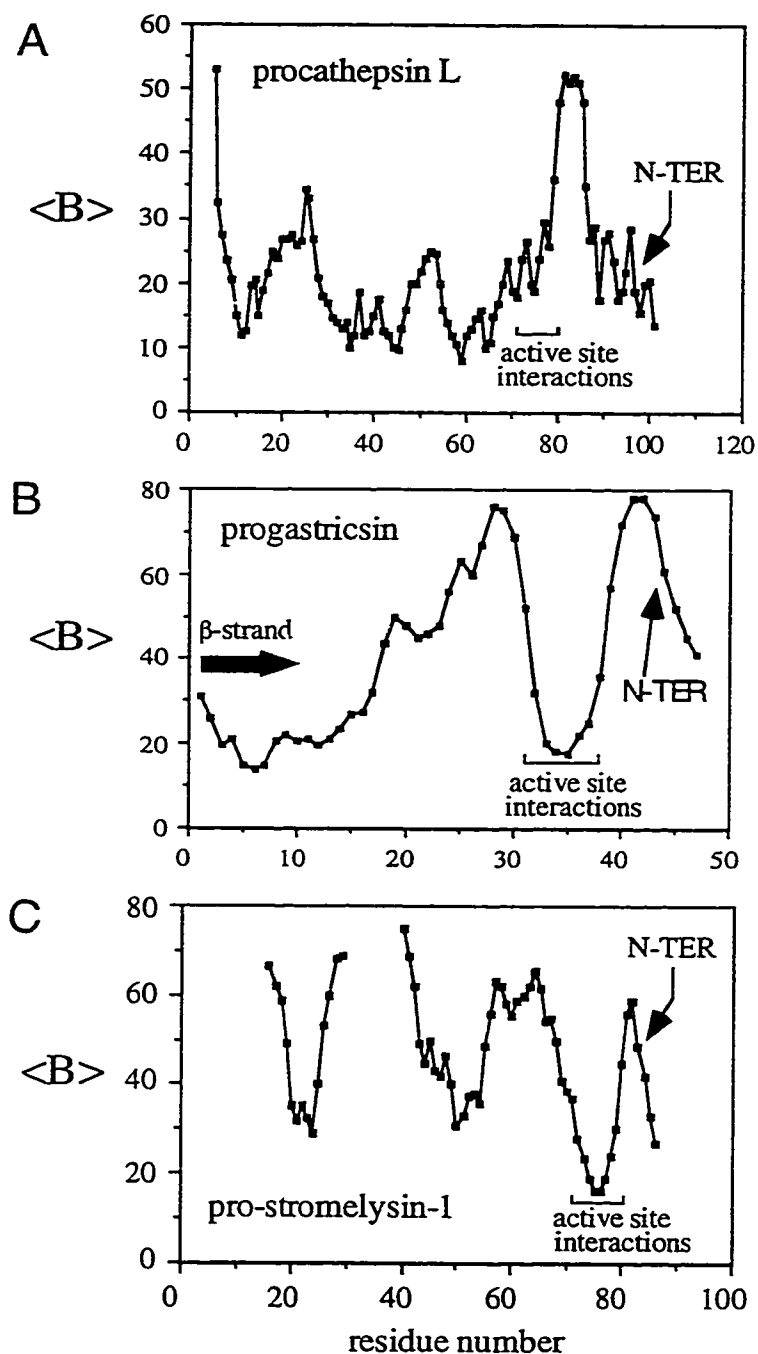 A
60
50
40
30
20
10
0
<B>
procathepsin L
N-TER
active site
interactions
0 20 40 60 80 100 120
B
80
60
40
20
0
<B>
progastricsin
β-strand
N-TER
active site
interactions
0 10 20 30 40 50
C
80
60
40
20
0
<B>
N-TER
pro-stromelysin-1
active site
interactions
0 20 40 60 80 100
residue number